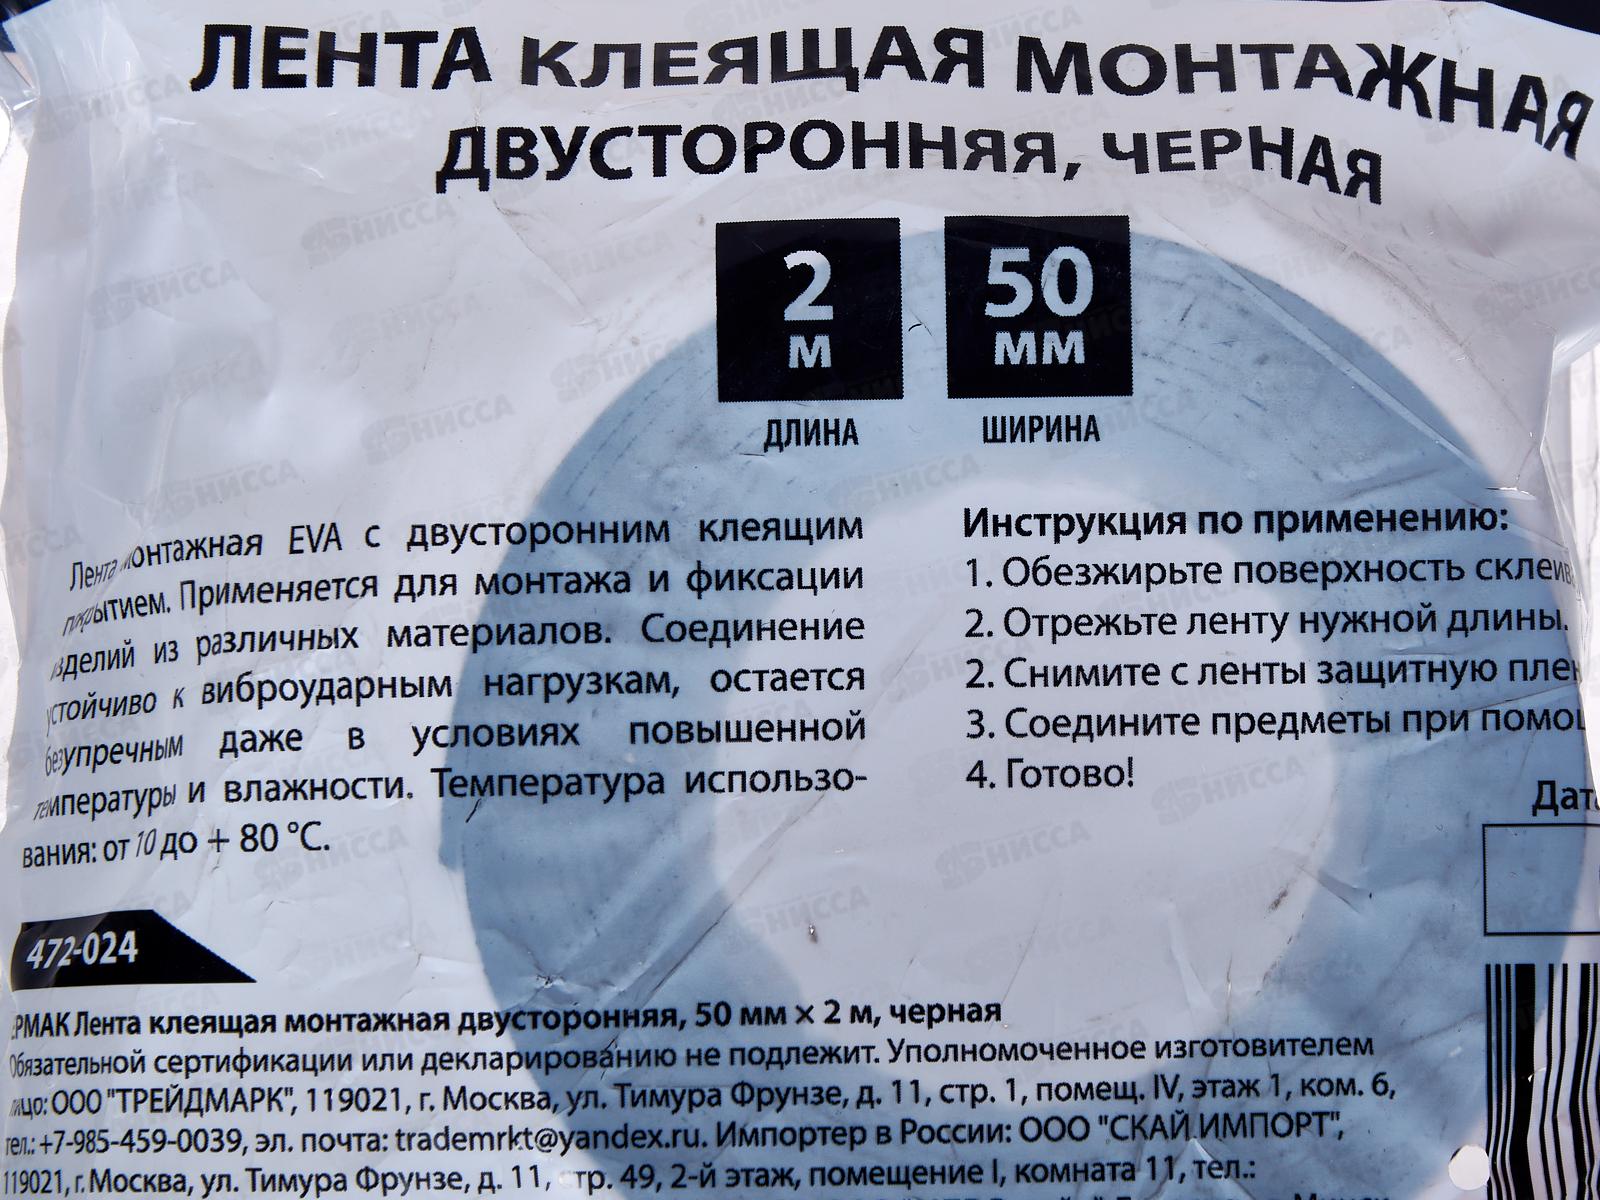 ЛЕНТА КЛЕЯЩАЯ МОНТАЖНАЯ
ДВУСТОРОННЯЯ, ЧЕРНАЯ
2
М
ДЛИНА
50
ММ
ШИРИНА
Лента монтажная EVA с двусторонним клеящим
покрытием. Применяется для монтажа и фиксации
изделий из различных материалов. Соединение
устойчиво к виброударным нагрузкам, остается
безупречным даже в условиях повышенной
температуры и влажности. Температура использо-
вания: от 10 до + 80 °C.
Инструкция по применению:
1. Обезжирьте поверхность склеив
2. Отрежьте ленту нужной длины.
2. Снимите с ленты защитную плен
3. Соедините предметы при помощ
4. Готово!
Дата
472-024
ЕРМАК Лента клеящая монтажная двусторонняя, 50 мм × 2 м, черная
Обязательной сертификации или декларированию не подлежит. Уполномоченное изготовителем
лицо: ООО "ТРЕЙДМАРК", 119021, г. Москва, ул. Тимура Фрунзе, д. 11, стр. 1, помещ. IV, этаж 1, ком. 6,
тел.: +7-985-459-0039, эл. почта: trademrkt@yandex.ru. Импортер в России: ООО "СКАЙ ИМПОРТ",
119021, г. Москва, ул. Тимура Фрунзе, д. 11, стр. 49, 2-й этаж, помещение I, комната 11, тел.: